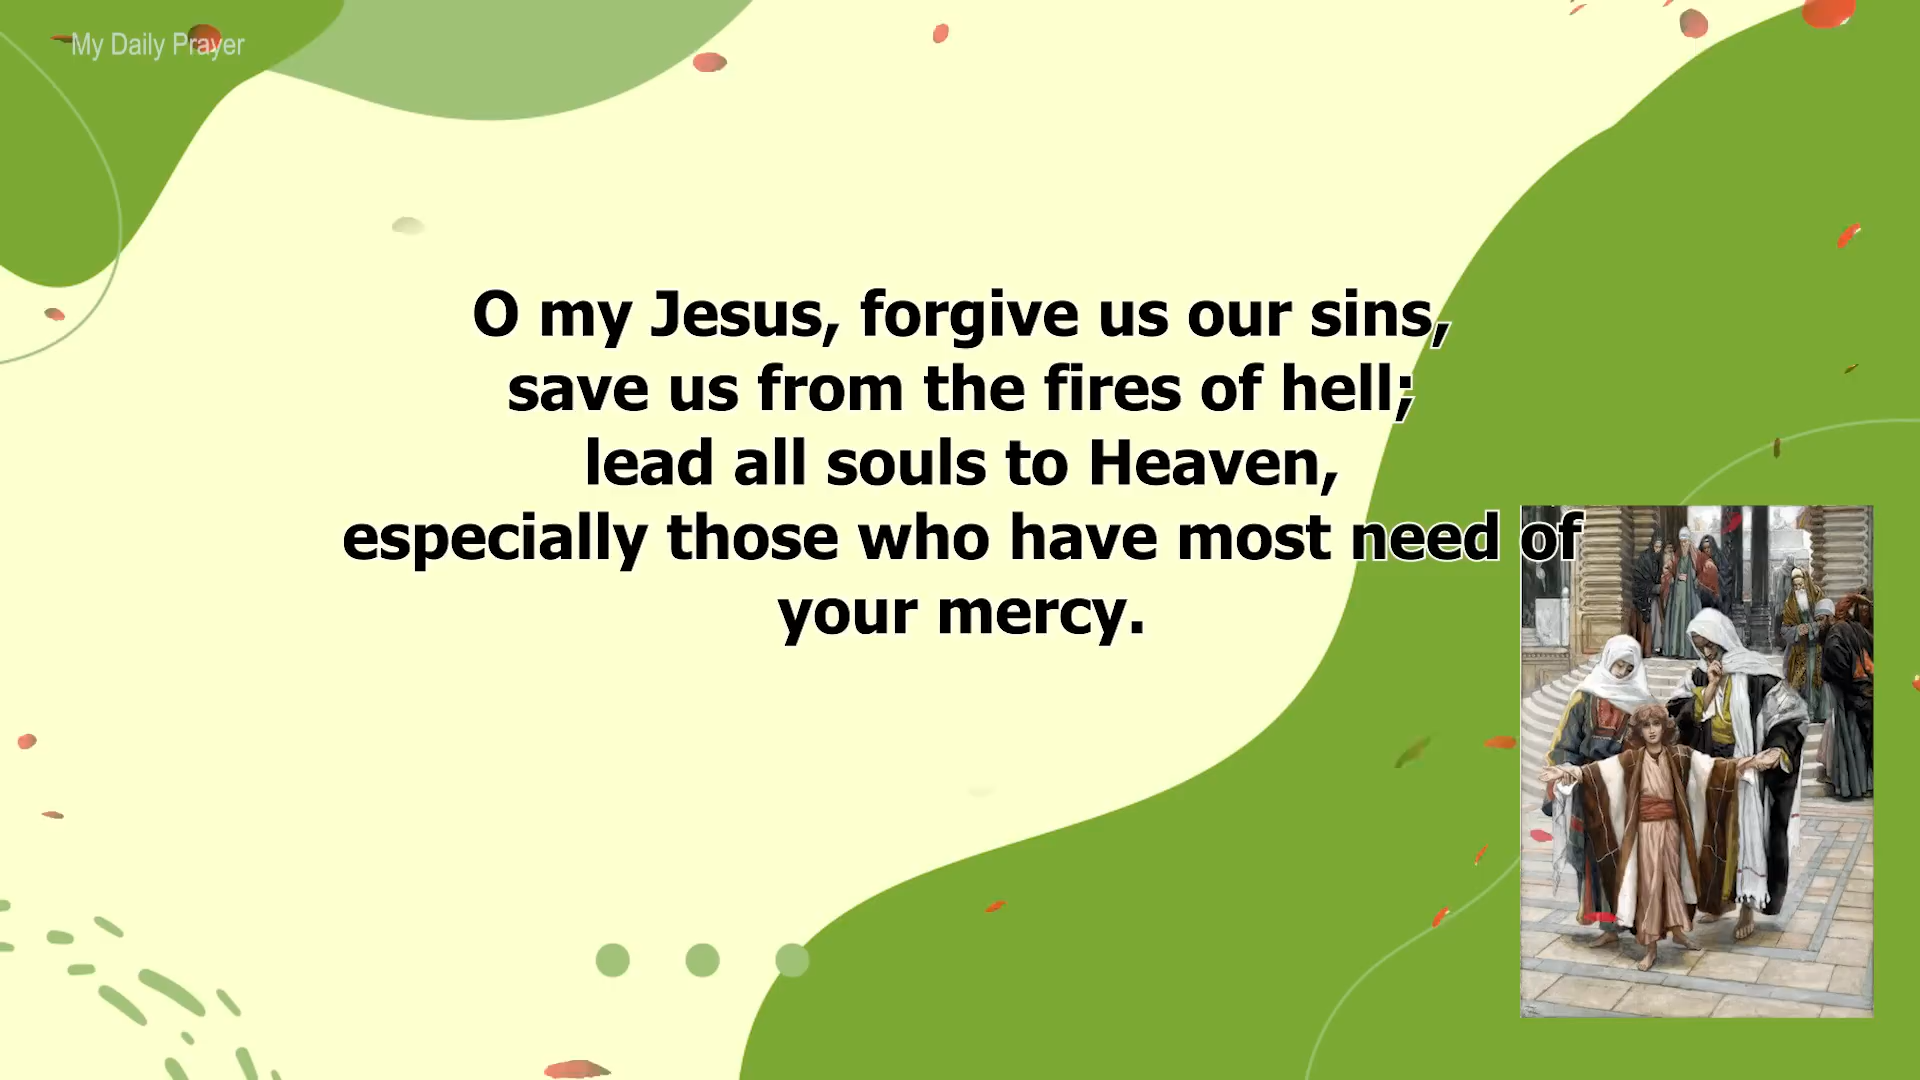 My Daily Prayer
O my Jesus, forgive us our sins,
save us from the fires of hell;
lead all souls to Heaven,
especially those who have most need of
your mercy.